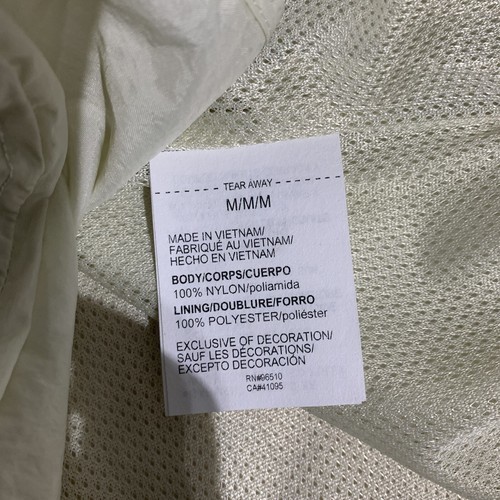 TEAR AWAY
M/M/M
MADE IN VIETNAM/
FABRIQUÉ AU VIETNAM/
HECHO EN VIETNAM
BODY/CORPS/CUERPO
100% NYLON/poliamida
LINING/DOUBLURE/FORRO
100% POLYESTER/poliéster
EXCLUSIVE OF DECORATION/
SAUF LES DÉCORATIONS/
EXCEPTO DECORACIÓN
RN#96510
CA#41095